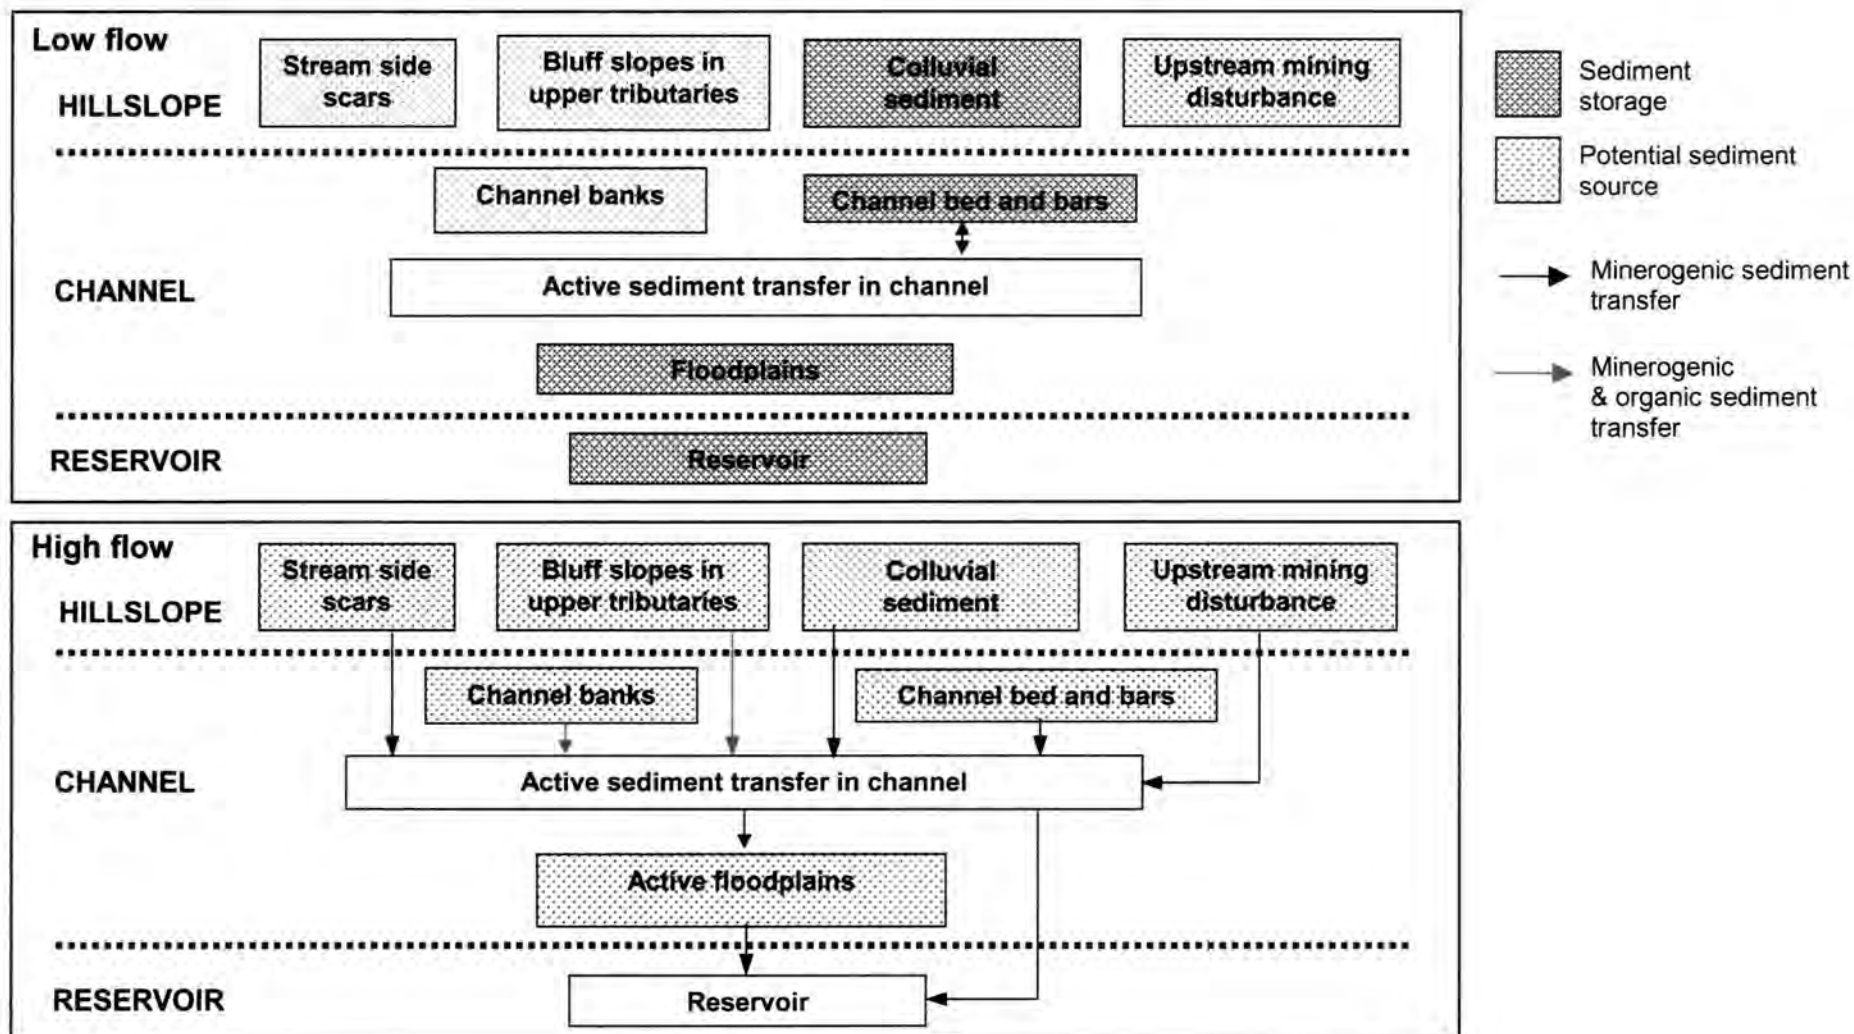 Low flow
HILLSLOPE
Stream side
scars
Bluff slopes in
upper tributaries
Colluvial
sediment
Upstream mining
disturbance
Channel banks
Channel bed and bars
CHANNEL
Active sediment transfer in channel
Floodplains
RESERVOIR
Reservoir
Sediment
storage
Potential sediment
source
Minerogenic sediment
transfer
Minerogenic
& organic sediment
transfer
High flow
HILLSLOPE
Stream side
scars
Bluff slopes in
upper tributaries
Colluvial
sediment
Upstream mining
disturbance
Channel banks
Channel bed and bars
CHANNEL
Active sediment transfer in channel
Active floodplains
RESERVOIR
Reservoir